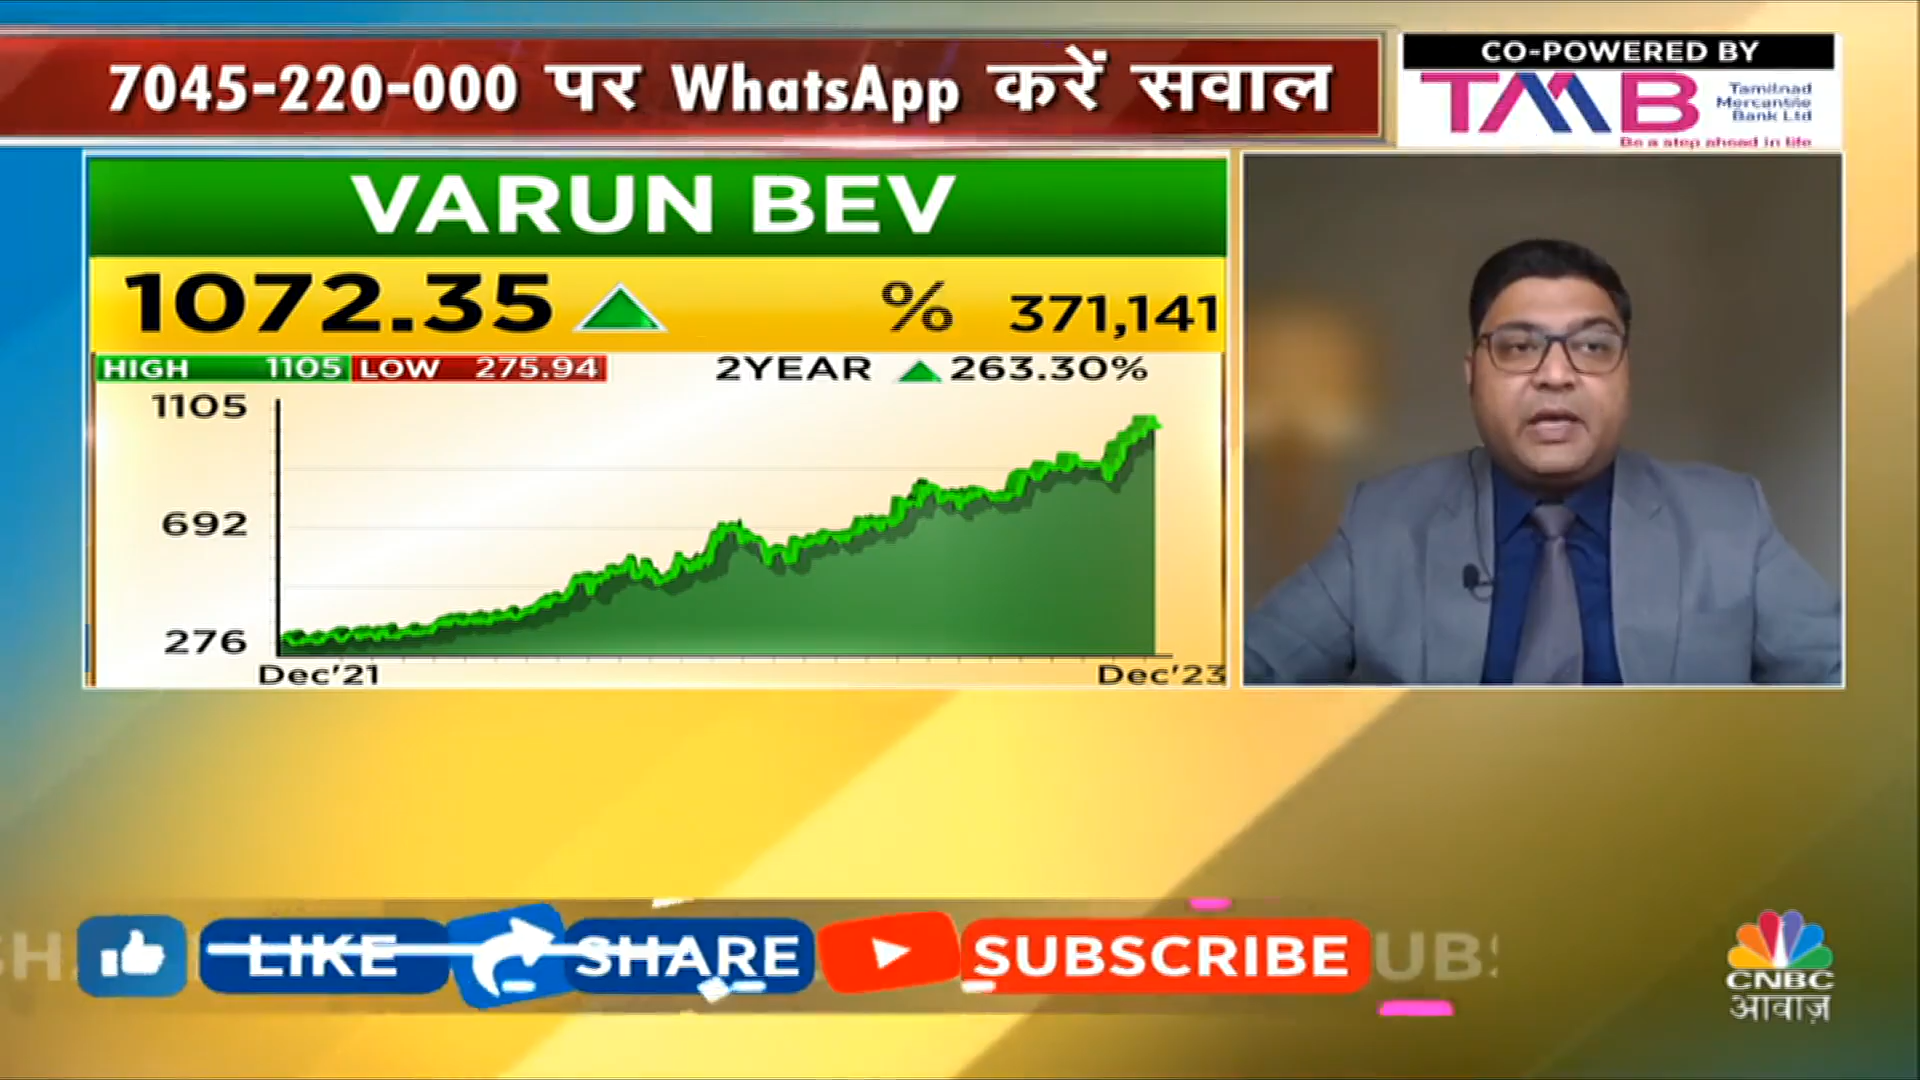 7045-220-000 पर WhatsApp करें सवाल
CO-POWERED BY
TMB
Tamilnad
Mercantile
Bank Ltd
Be a step ahead in life
VARUN BEV
1072.35 % 371,141
HIGH 1105 LOW 275.94 2YEAR 263.30%
1105
692
276
Dec'21 Dec'23
SH LIKE SHARE SUBSCRIBE UBS
CNBC
आवाज़